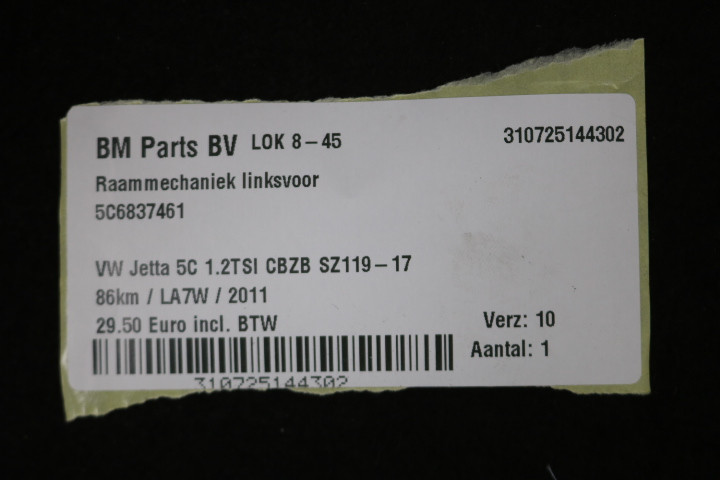 BM Parts BV LOK 8-45 310725144302
Raammechaniek linksvoor
5C6837461
VW Jetta 5C 1.2TSI CBZB SZ119-17
86km / LA7W / 2011
29.50 Euro incl. BTW Verz: 10
Aantal: 1
310725144302